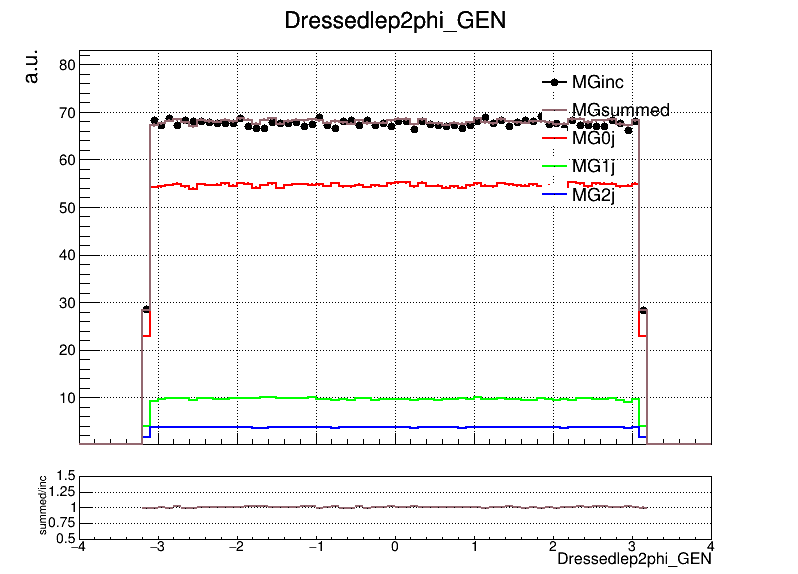 Dressedlep2phi_GEN
a.u.
80
70
60
50
40
30
20
10
MGinc
MGsummed
MG0j
MG1j
MG2j
summed/inc
1.5
1.25
1
0.75
0.5
−4 −3 −2 −1 0 1 2 3 4
Dressedlep2phi_GEN